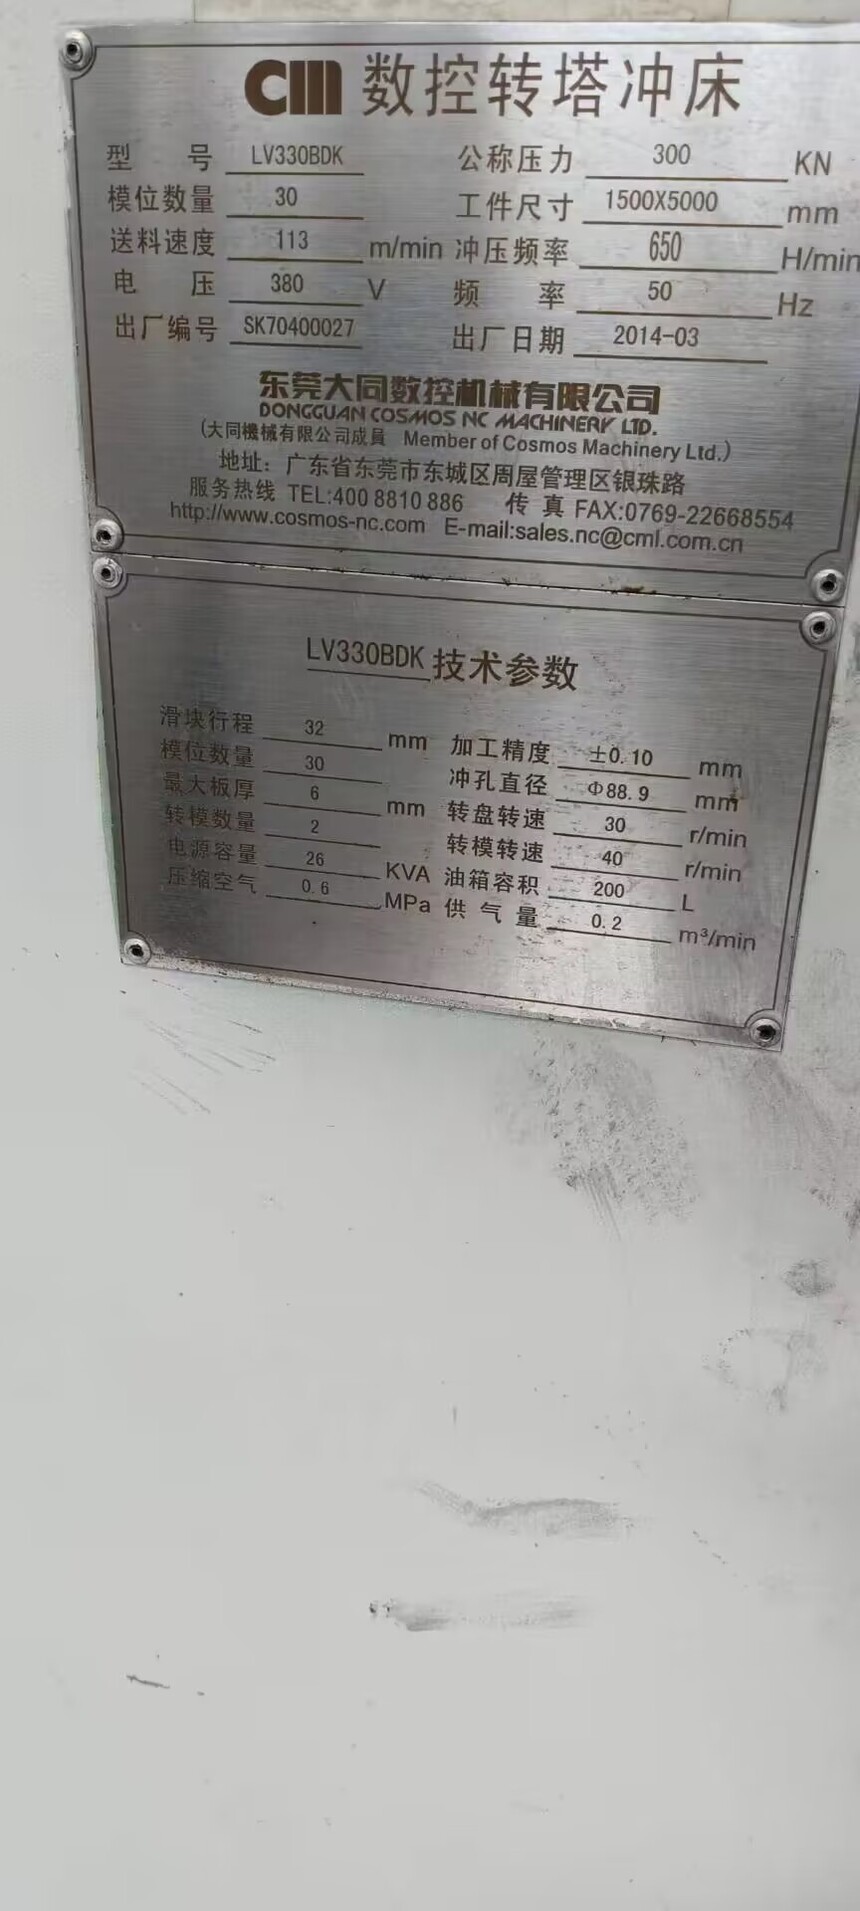 CM 数控转塔冲床
型 号 LV330BDK 公称压力 300 KN
模位数量 30 工件尺寸 1500X5000 mm
送料速度 113 m/min 冲压频率 650 H/min
电 压 380 V 频 率 50 Hz
出厂编号 SK70400027 出厂日期 2014-03
东莞大同数控机械有限公司
DONGGUAN COSMOS NC MACHINERY LTD.
(大同機械有限公司成員 Member of Cosmos Machinery Ltd.)
地址：广东省东莞市东城区周屋管理区银珠路
服务热线 TEL:400 8810 886 传 真 FAX:0769-22668554
http://www.cosmos-nc.com E-mail:sales.nc@cml.com.cn
LV330BDK 技术参数
滑块行程 32 mm 加工精度 ±0.10 mm
模位数量 30 冲孔直径 Φ88.9 mm
最大板厚 6 mm 转盘转速 30 r/min
转模数量 2 转模转速 40 r/min
电源容量 26 KVA 油箱容积 200 L
压缩空气 0.6 MPa 供 气 量 0.2 m³/min